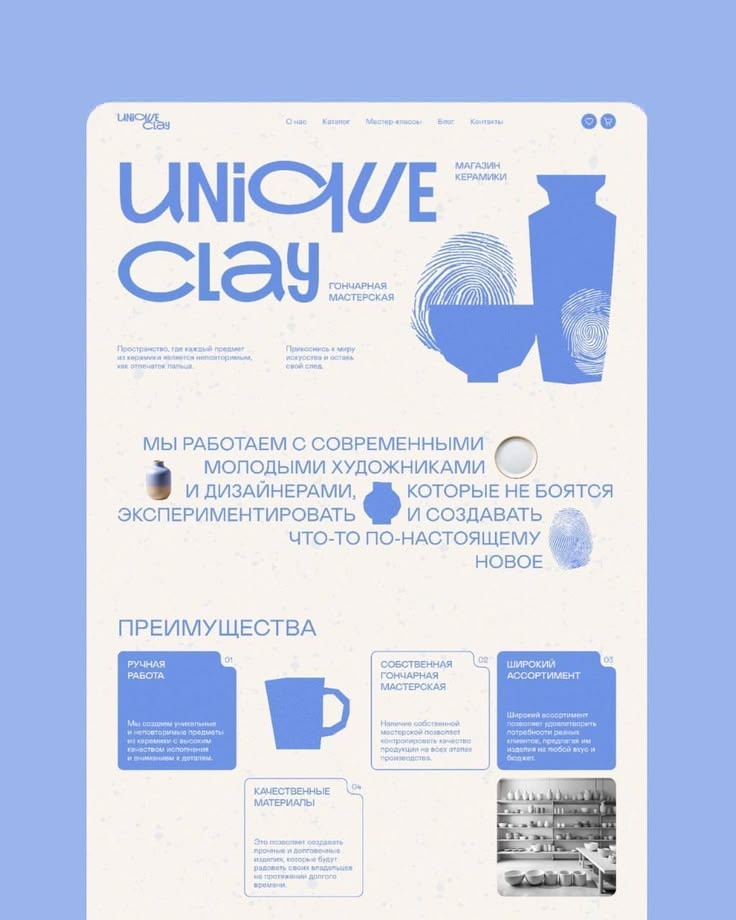 UNIQUE
Clay
О нас Каталог Мастер-классы Блог Контакты
UNiQUE
Clay
МАГАЗИН
КЕРАМИКИ
ГОНЧАРНАЯ
МАСТЕРСКАЯ
Пространство, где каждый предмет
из керамики является неповторимым,
как отпечаток пальца.
Прикоснись к миру
искусства и оставь
свой след.
МЫ РАБОТАЕМ С СОВРЕМЕННЫМИ
МОЛОДЫМИ ХУДОЖНИКАМИ
И ДИЗАЙНЕРАМИ, КОТОРЫЕ НЕ БОЯТСЯ
ЭКСПЕРИМЕНТИРОВАТЬ И СОЗДАВАТЬ
ЧТО-ТО ПО-НАСТОЯЩЕМУ
НОВОЕ
ПРЕИМУЩЕСТВА
РУЧНАЯ
РАБОТА
01
Мы создаем уникальные
и неповторимые предметы
из керамики с высоким
качеством исполнения
и вниманием к деталям.
СОБСТВЕННАЯ
ГОНЧАРНАЯ
МАСТЕРСКАЯ
02
Наличие собственной
мастерской позволяет
контролировать качество
продукции на всех этапах
производства.
ШИРОКИЙ
АССОРТИМЕНТ
03
Широкий ассортимент
позволяет удовлетворить
потребности разных
клиентов, предлагая им
изделия на любой вкус и
бюджет.
КАЧЕСТВЕННЫЕ
МАТЕРИАЛЫ
04
Это позволяет создавать
прочные и долговечные
изделия, которые будут
радовать своих владельцев
на протяжении долгого
времени.